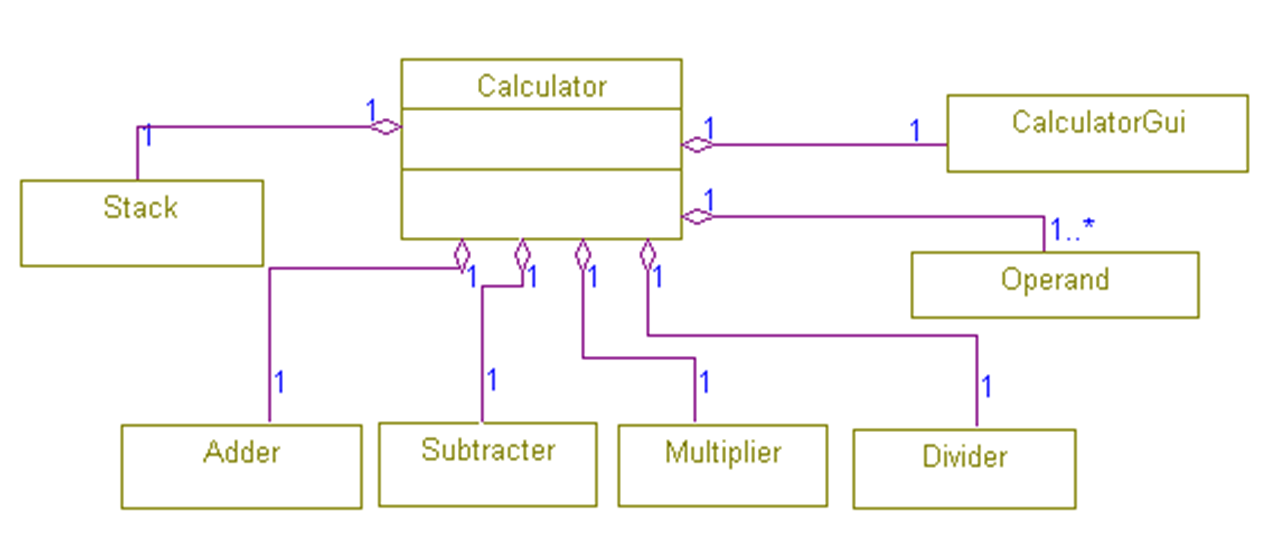 Calculator
1
1
1
1
CalculatorGui
Stack
1
1..*
Operand
1
1
1
1
1
1
1
1
Adder
Subtracter
Multiplier
Divider